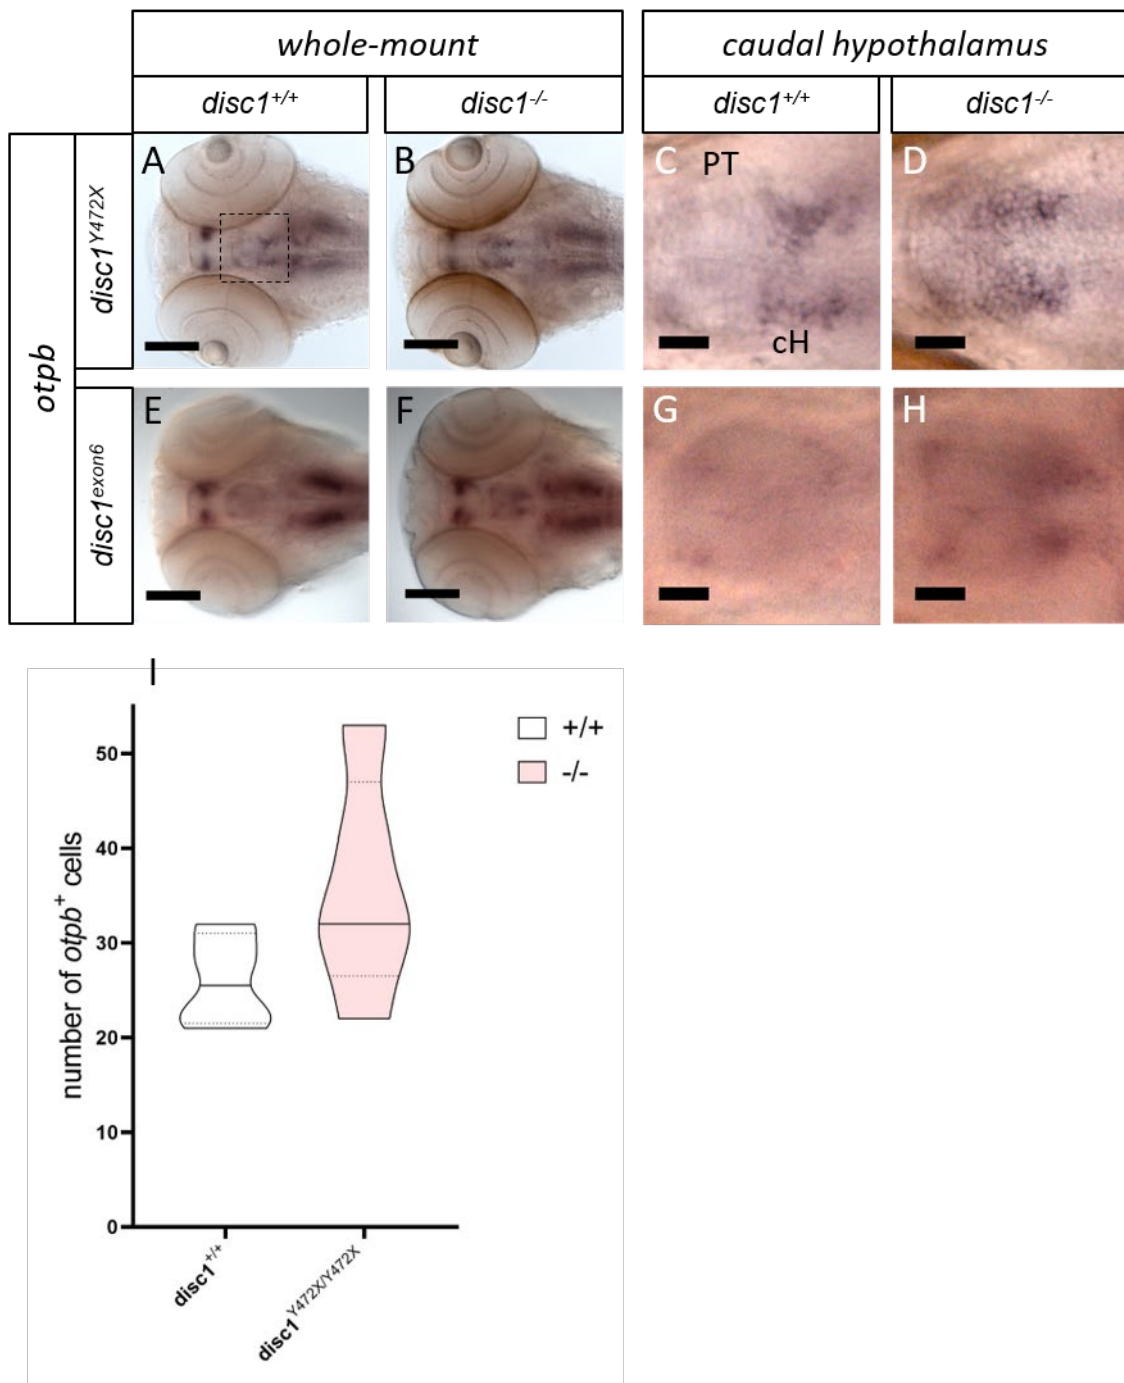 whole-mount
caudal hypothalamus
disc1+/+
disc1-/-
disc1+/+
disc1-/-
otpb
disc1Y472X
A
B
C
PT
cH
D
disc1exon6
E
F
G
H
I
number of otpb+ cells
50
40
30
20
10
0
disc1+/+
disc1Y472X/Y472X
+/+
-/-